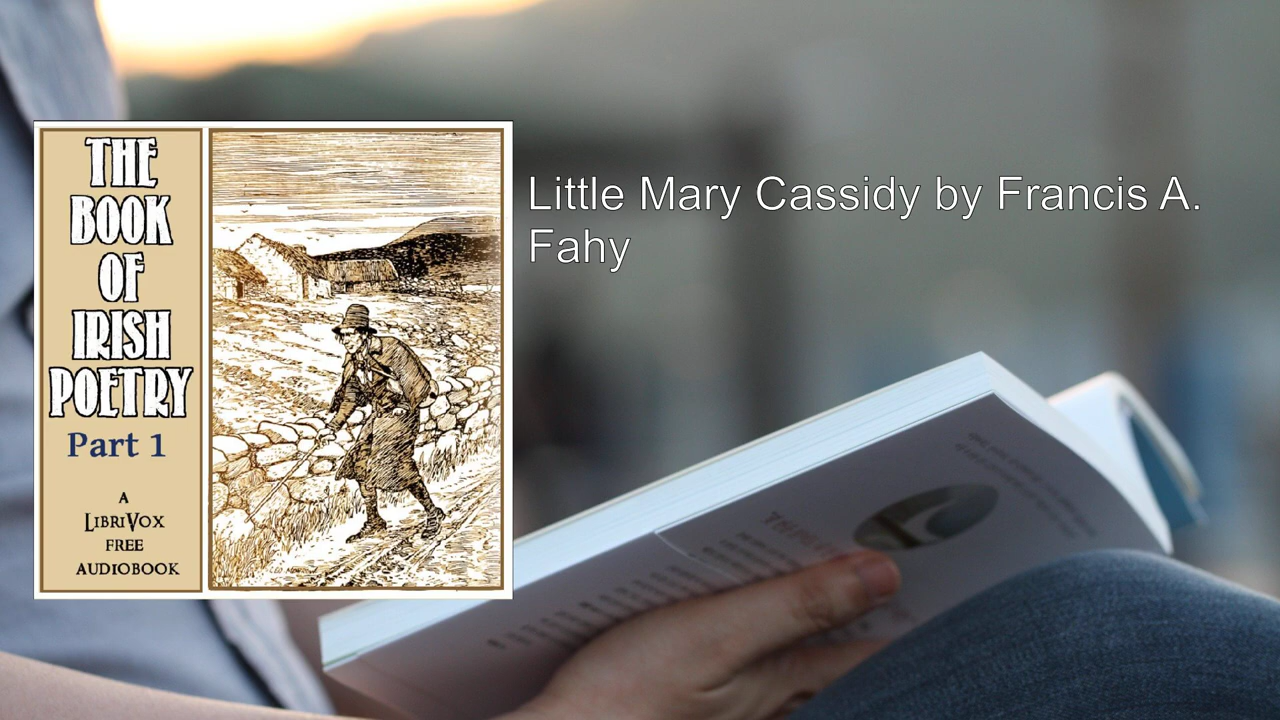 THE
BOOK
OF
IRISH
POETRY
Part 1
A
LIBRIVOX
FREE
AUDIOBOOK
Little Mary Cassidy by Francis A.
Fahy